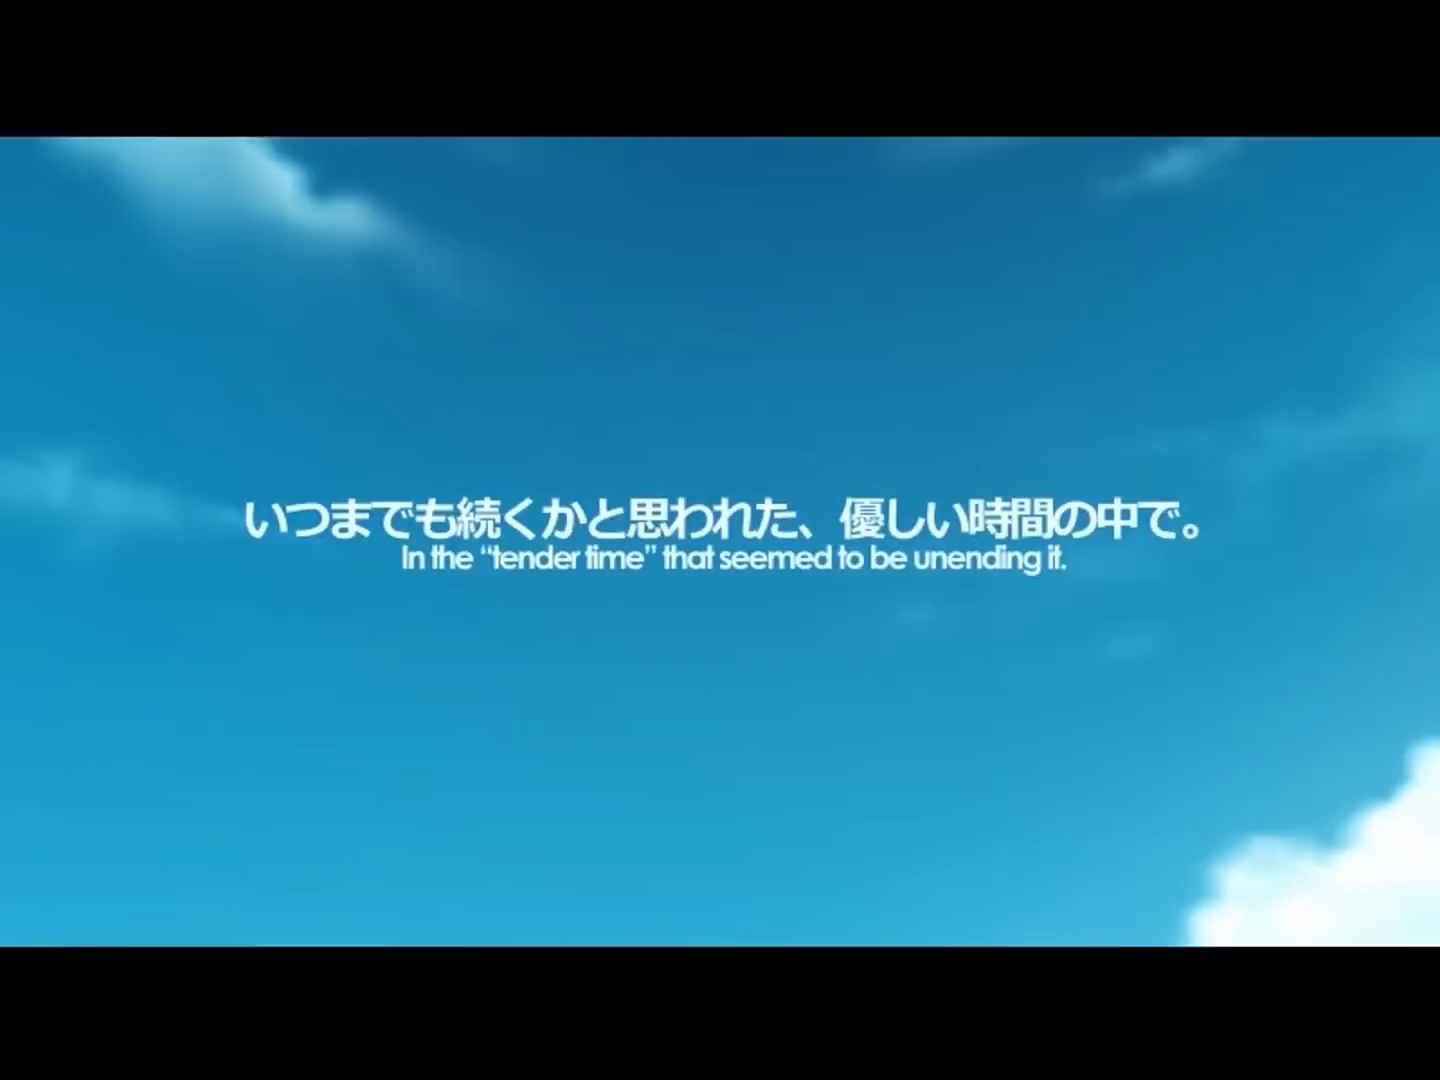 いつまでも続くかと思われた、優しい時間の中で。
In the “tender time” that seemed to be unending it.